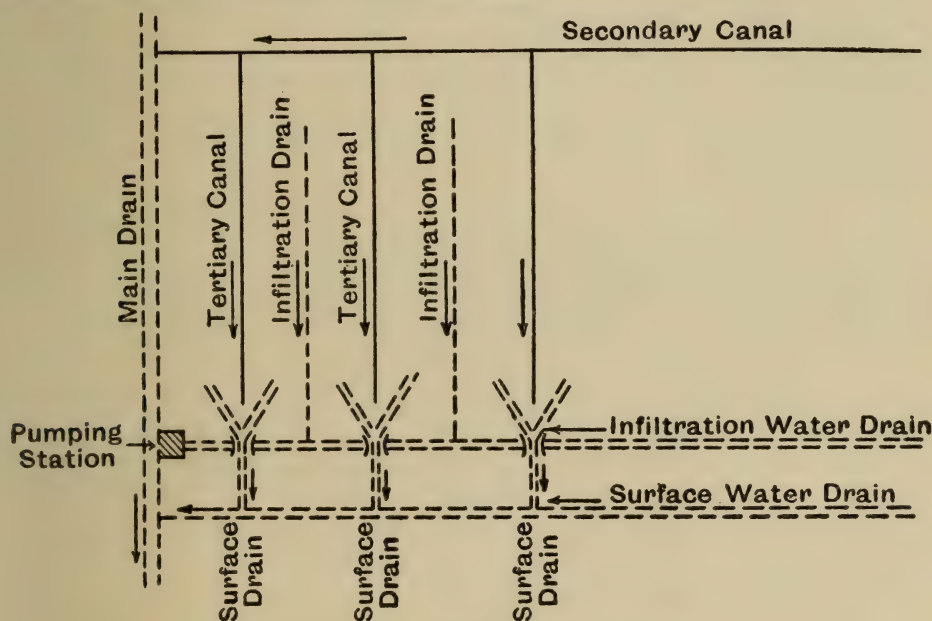 Secondary Canal
Main Drain
Tertiary Canal
Infiltration Drain
Tertiary Canal
Infiltration Drain
Pumping
Station
Infiltration Water Drain
Surface Water Drain
Surface
Drain
Surface
Drain
Surface
Drain